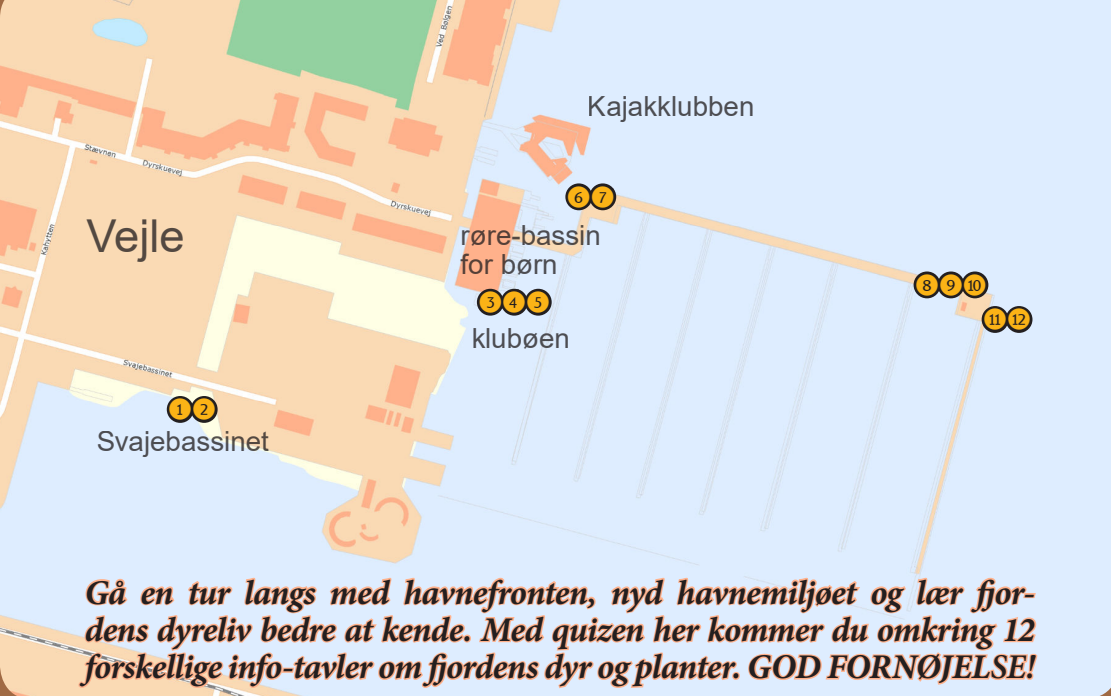 Ved Bølgen
Kajakklubben
Stævnen
Dyrskuevej
6 7
Dyrskuevej
Vejle
Kahytten
røre-bassin
for børn
8 9 10
3 4 5
11 12
klubøen
Svajebassinet
1 2
Svajebassinet
Gå en tur langs med havnefronten, nyd havnemiljøet og lær fjor-
dens dyreliv bedre at kende. Med quizen her kommer du omkring 12
forskellige info-tavler om fjordens dyr og planter. GOD FORNØJELSE!